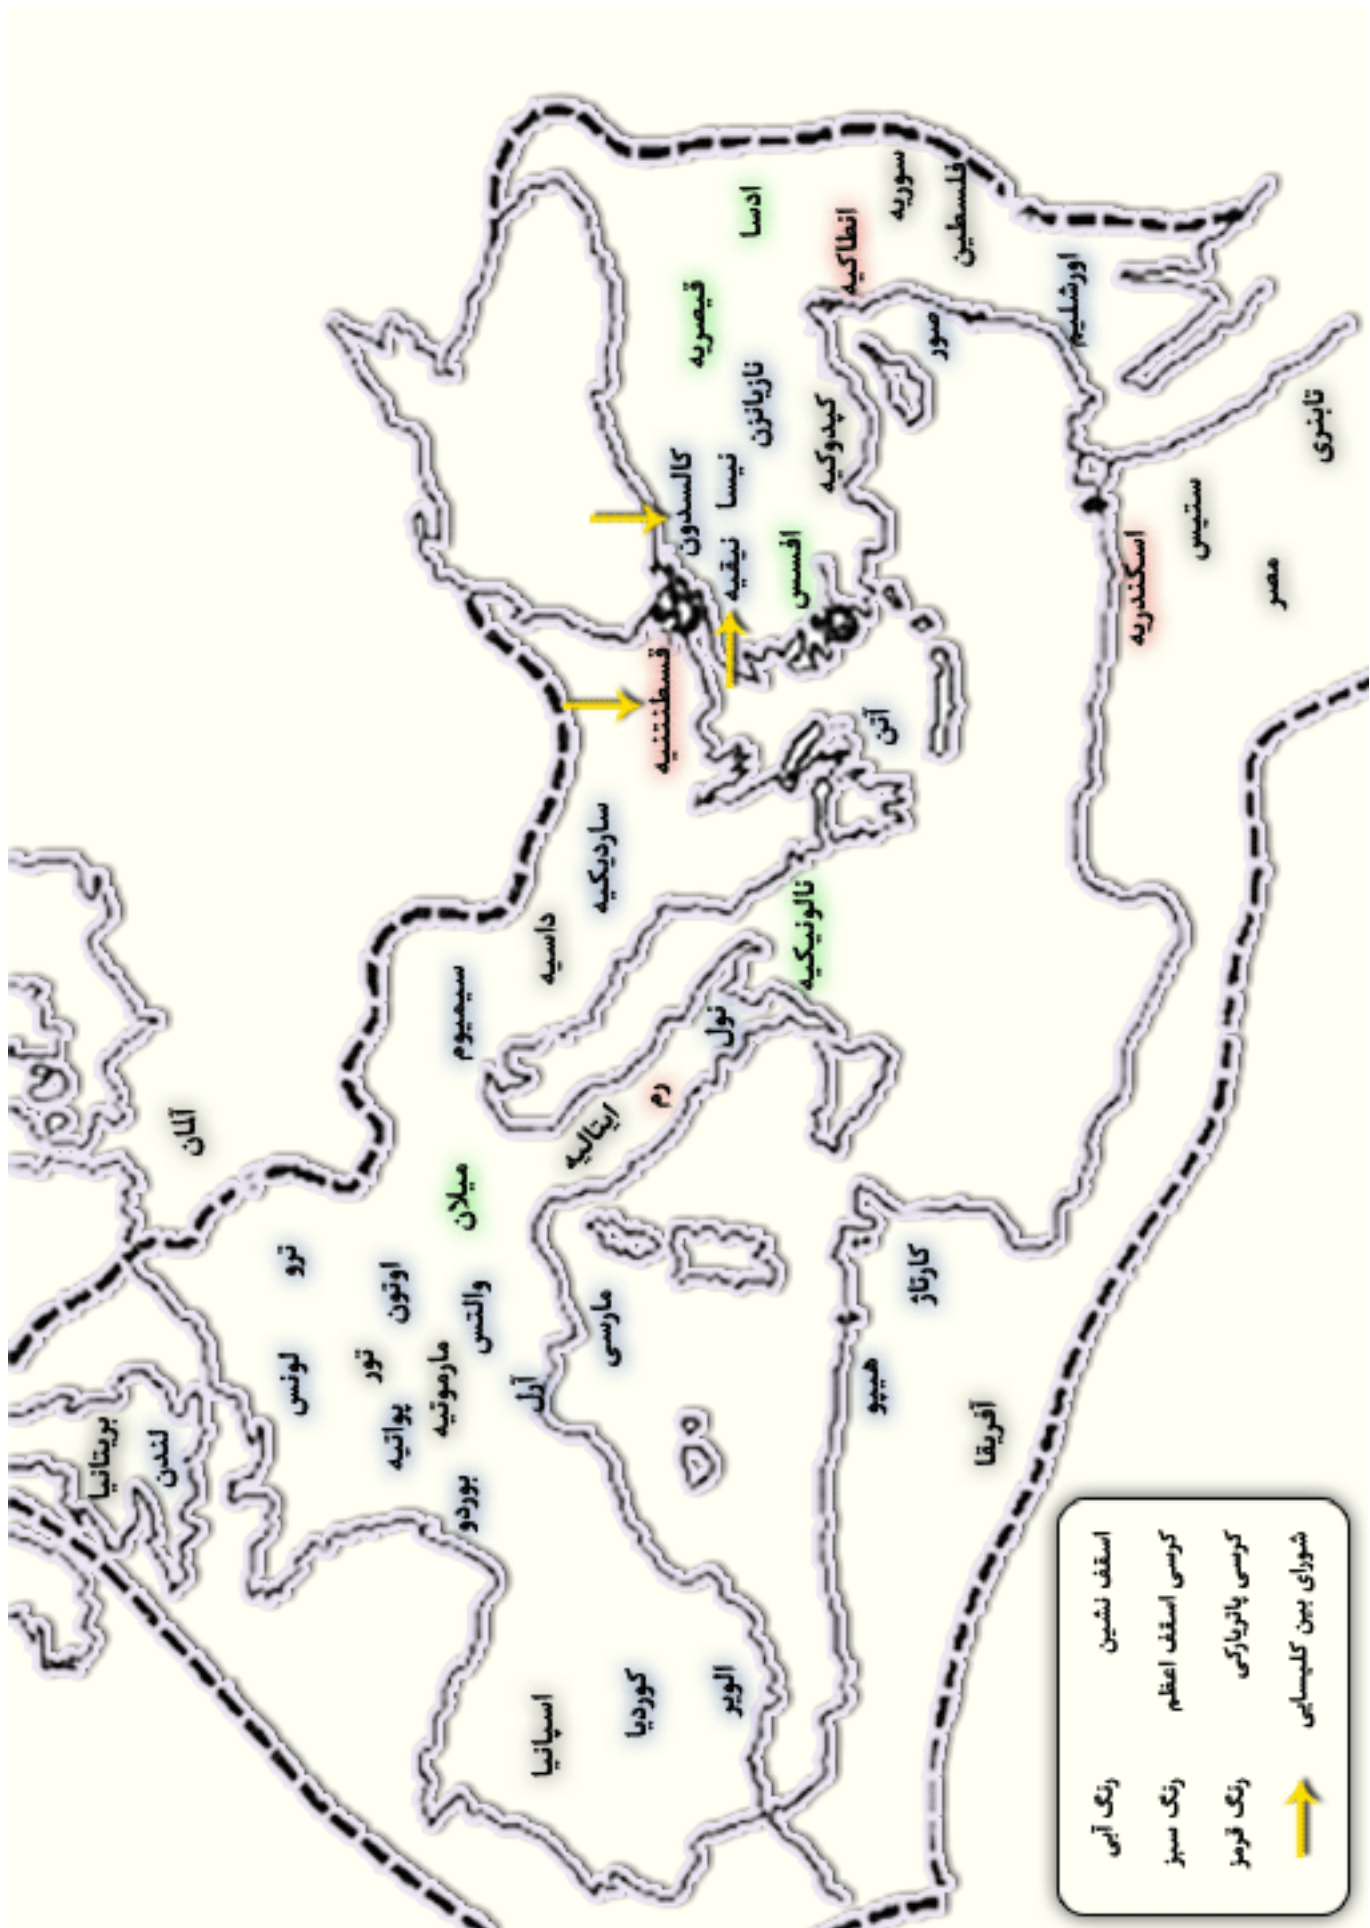 بریتانیا
لندن
آلمان
ترو
لونس
اوتون
تور
پواتیه
مارموتیه
والتس
میلان
بوردو
آرل
مارسی
اسپانیا
کوردیا
الویر
ایتالیه
رم
نول
سیمیوم
داسیه
ساردیکیه
قسطنتنیه
نالونیکیه
آتن
کالسدون
نیسا
نیقیه
افسس
نازیانزن
قیصریه
کپدوکیه
ادسا
انطاکیه
سوریه
فلسطین
صور
اورشلیم
اسکندریه
ستیس
مصر
تابنری
کارتاژ
هیپو
آفریقا
رنگ آبی اسقف نشین
رنگ سبز کرسی اسقف اعظم
رنگ قرمز کرسی پاتریارکی
شورای بین کلیسایی